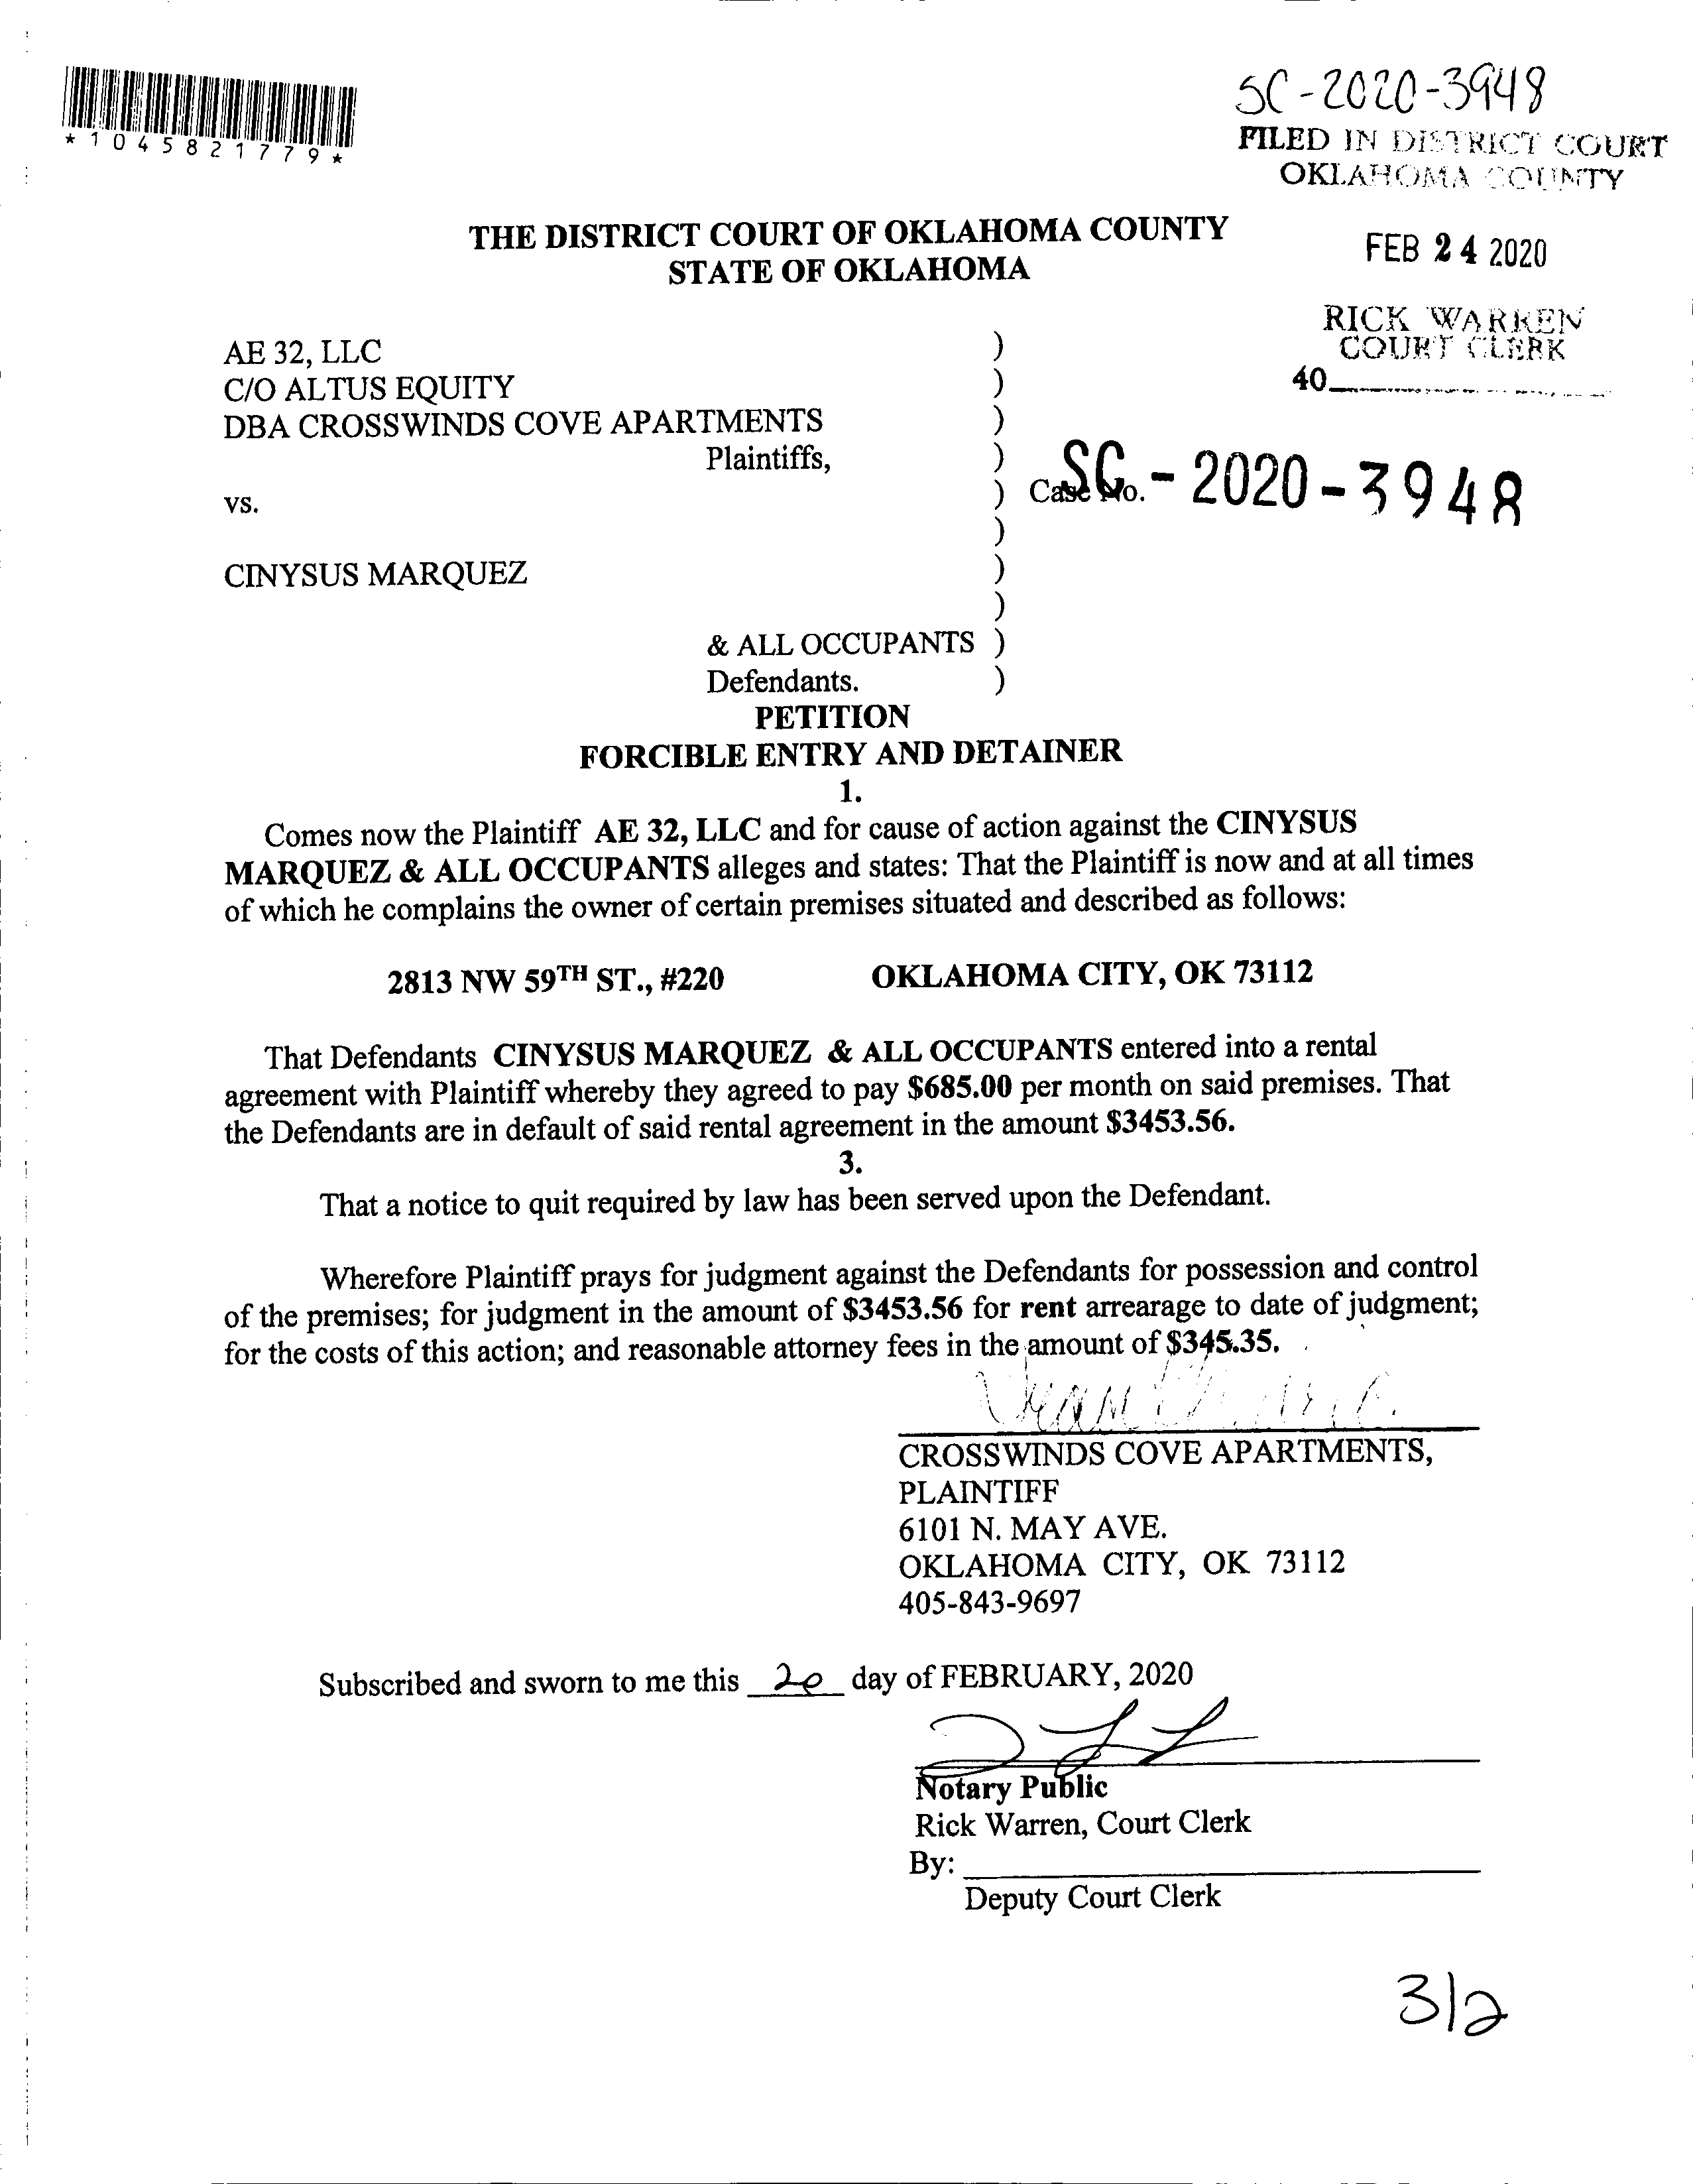 *1045821779*
SC-2020-3948
FILED IN DISTRICT COURT
OKLAHOMA COUNTY
FEB 24 2020
RICK WARREN
COURT CLERK
40
THE DISTRICT COURT OF OKLAHOMA COUNTY
STATE OF OKLAHOMA
AE 32, LLC )
C/O ALTUS EQUITY )
DBA CROSSWINDS COVE APARTMENTS )
Plaintiffs, )
vs. ) Case No. SC-2020-3948
)
CINYSUS MARQUEZ )
)
& ALL OCCUPANTS )
Defendants. )
PETITION
FORCIBLE ENTRY AND DETAINER
1.
Comes now the Plaintiff AE 32, LLC and for cause of action against the CINYSUS
MARQUEZ & ALL OCCUPANTS alleges and states: That the Plaintiff is now and at all times
of which he complains the owner of certain premises situated and described as follows:
2813 NW 59TH ST., #220 OKLAHOMA CITY, OK 73112
That Defendants CINYSUS MARQUEZ & ALL OCCUPANTS entered into a rental
agreement with Plaintiff whereby they agreed to pay $685.00 per month on said premises. That
the Defendants are in default of said rental agreement in the amount $3453.56.
3.
That a notice to quit required by law has been served upon the Defendant.
Wherefore Plaintiff prays for judgment against the Defendants for possession and control
of the premises; for judgment in the amount of $3453.56 for rent arrearage to date of judgment;
for the costs of this action; and reasonable attorney fees in the amount of $345.35.
CROSSWINDS COVE APARTMENTS,
PLAINTIFF
6101 N. MAY AVE.
OKLAHOMA CITY, OK 73112
405-843-9697
Subscribed and sworn to me this 20 day of FEBRUARY, 2020
Notary Public
Rick Warren, Court Clerk
By:
Deputy Court Clerk
3/2